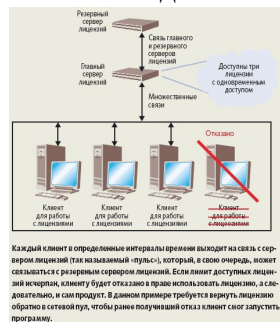 Резервный
сервер
лицензий
Связь главного
и резервного
серверов
лицензий
Главный
сервер
лицензий
Доступны три
лицензии
с одновременным
доступом
Множественные
связи
Отказано
Клиент
для работы
с лицензиями
Клиент
для работы
с лицензиями
Клиент
для работы
с лицензиями
Клиент
для работы
с лицензиями
Каждый клиент в определенные интервалы времени выходит на связь с сер-
вером лицензий (так называемый «пульс»), который, в свою очередь, может
связываться с резервным сервером лицензий. Если лимит доступных лицен-
зий исчерпан, клиенту будет отказано в праве использовать лицензию, а сле-
довательно, и сам продукт. В данном примере требуется вернуть лицензию
обратно в сетевой пул, чтобы ранее получивший отказ клиент смог запустить
программу.